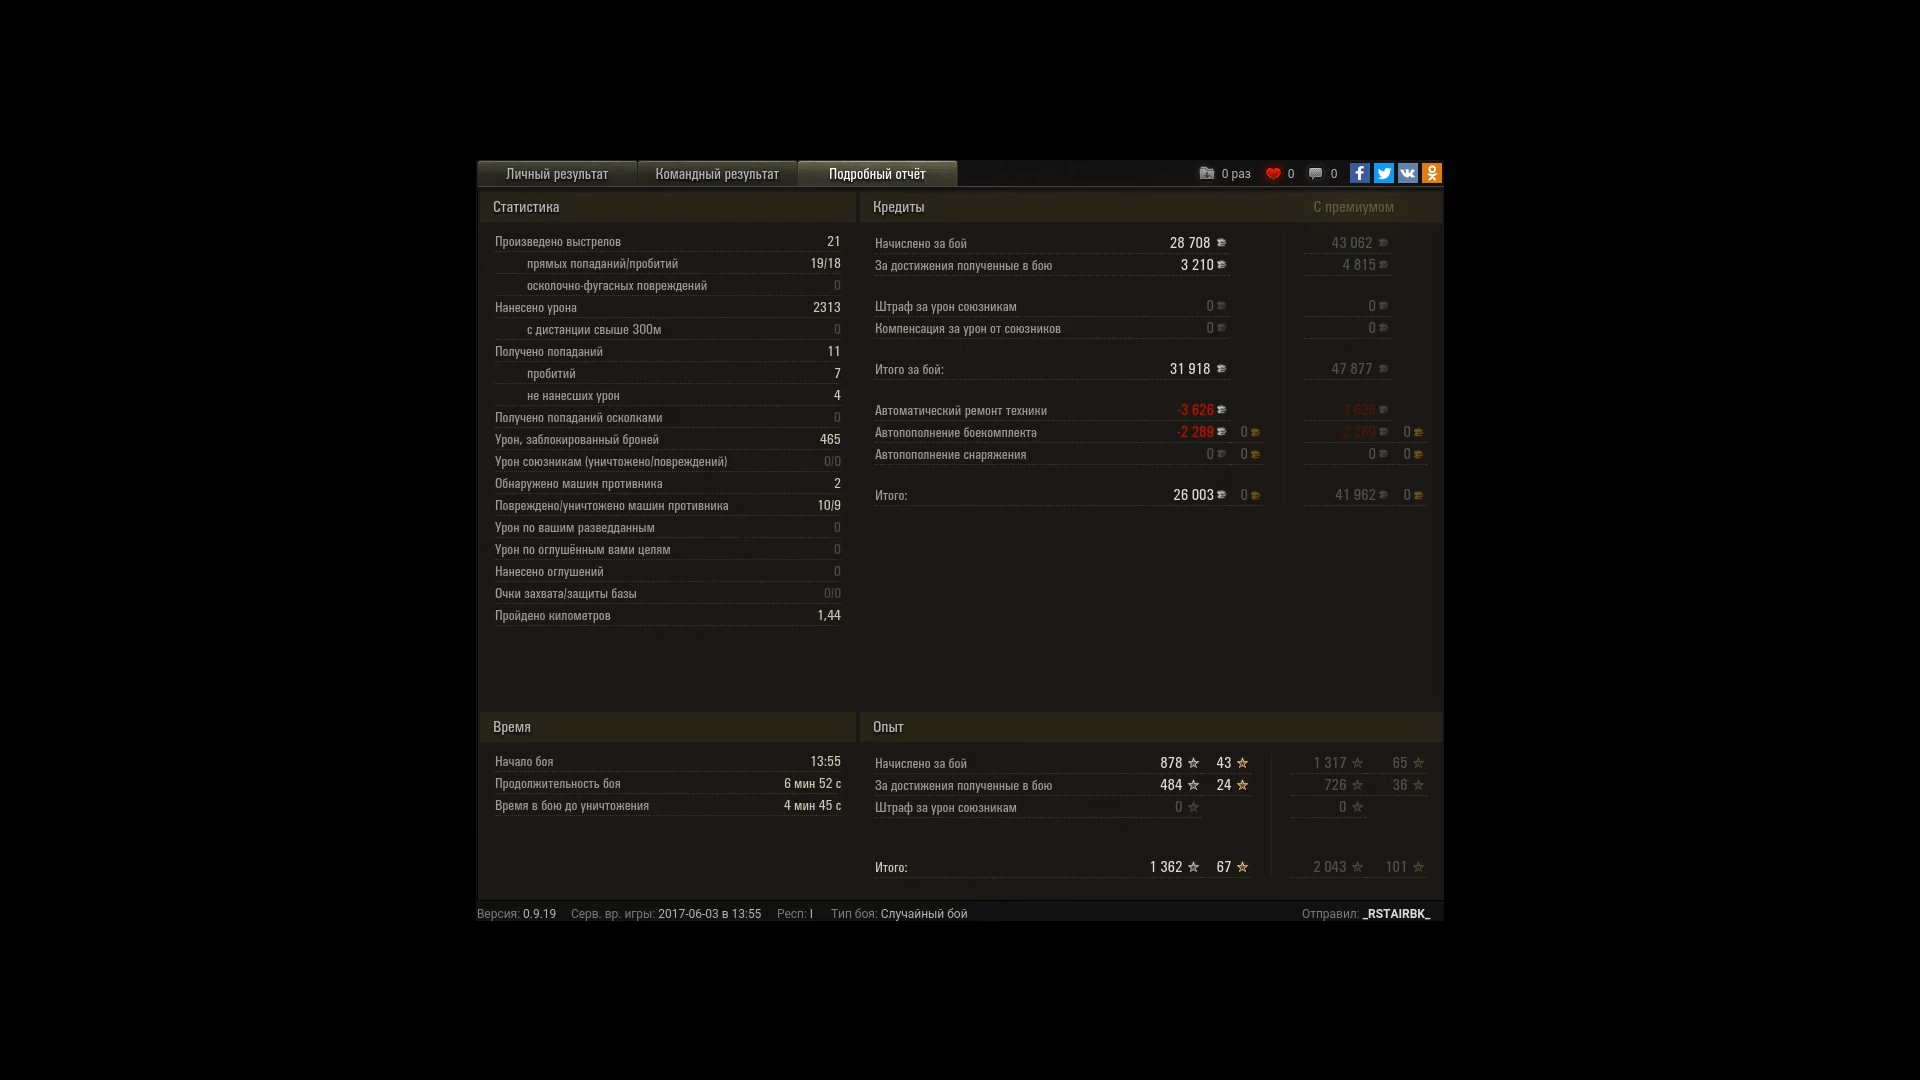 Личный результат Командный результат Подробный отчёт 0 раз 0 0
Статистика
Произведено выстрелов 21
прямых попаданий/пробитий 19/18
осколочно-фугасных повреждений 0
Нанесено урона 2313
с дистанции свыше 300м 0
Получено попаданий 11
пробитий 7
не нанесших урон 4
Получено попаданий осколками 0
Урон, заблокированный броней 465
Урон союзникам (уничтожено/повреждений) 0/0
Обнаружено машин противника 2
Повреждено/уничтожено машин противника 10/9
Урон по вашим разведданным 0
Урон по оглушённым вами целям 0
Нанесено оглушений 0
Очки захвата/защиты базы 0/0
Пройдено километров 1,44
Кредиты С премиумом
Начислено за бой 28 708 43 062
За достижения полученные в бою 3 210 4 815
Штраф за урон союзникам 0 0
Компенсация за урон от союзников 0 0
Итого за бой: 31 918 47 877
Автоматический ремонт техники -3 626 -3 626
Автопополнение боекомплекта -2 289 0 -2 289 0
Автопополнение снаряжения 0 0 0 0
Итого: 26 003 0 41 962 0
Время
Начало боя 13:55
Продолжительность боя 6 мин 52 с
Время в бою до уничтожения 4 мин 45 с
Опыт
Начислено за бой 878 43 1 317 65
За достижения полученные в бою 484 24 726 36
Штраф за урон союзникам 0 0
Итого: 1 362 67 2 043 101
Версия: 0.9.19 Серв. вр. игры: 2017-06-03 в 13:55 Респ: I Тип боя: Случайный бой Отправил: _RSTAIRBK_